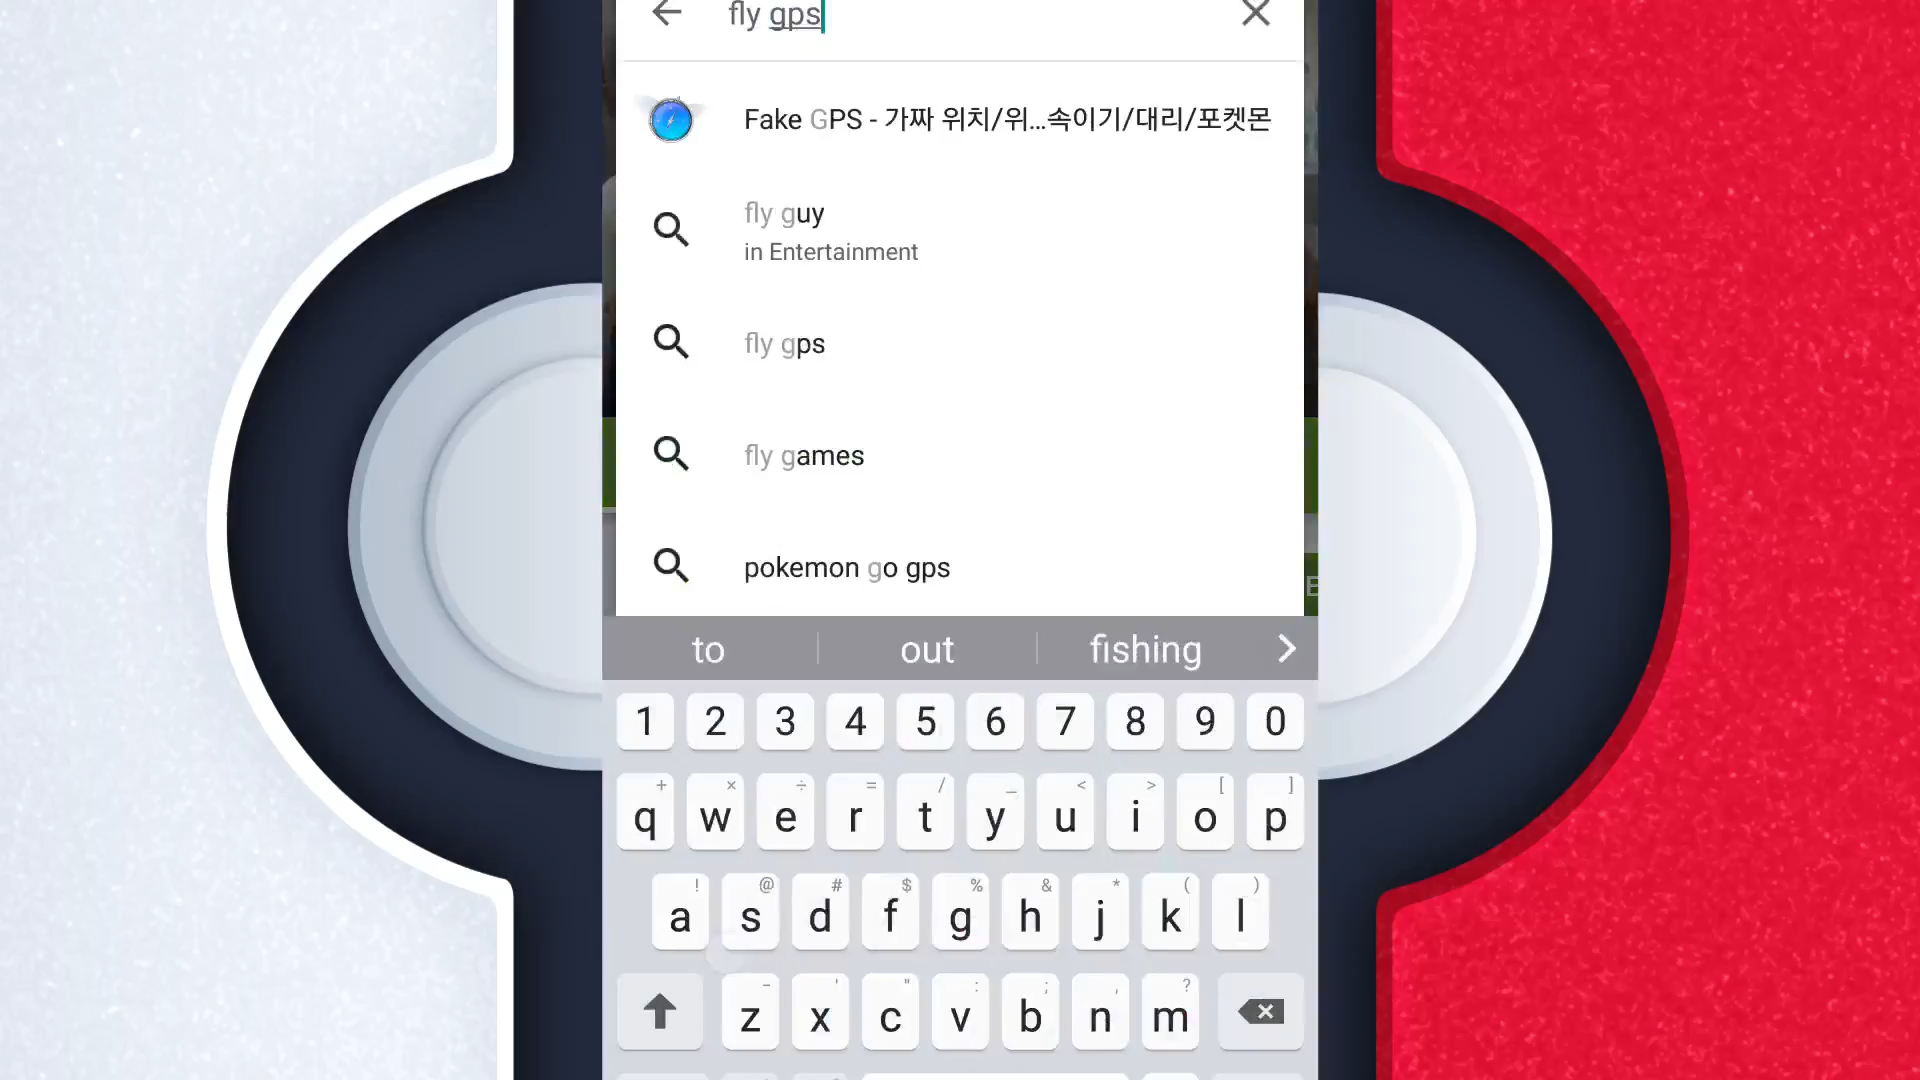 fly gps
Fake GPS - 가짜 위치/위...속이기/대리/포켓몬
fly guy
in Entertainment
fly gps
fly games
pokemon go gps
to out fishing
1 2 3 4 5 6 7 8 9 0
+ × ÷ = / _ < > [ ]
q w e r t y u i o p
! @ # $ % & * ( )
a s d f g h j k l
- ' " : ; , ?
z x c v b n m